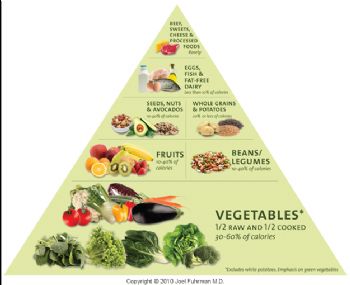 BEEF,
SWEETS,
CHEESE &
PROCESSED
FOODS
Rarely
EGGS,
FISH &
FAT-FREE
DAIRY
Less than 10% of calories
SEEDS, NUTS
& AVOCADOS
10-40% of calories
WHOLE GRAINS
& POTATOES
20% or less of calories
FRUITS
10-40% of
calories
BEANS/
LEGUMES
10-40% of calories
VEGETABLES*
1/2 RAW AND 1/2 COOKED
30-60% of calories
*Excludes white potatoes. Emphasis on green vegetables
Copyright © 2010 Joel Fuhrman M.D.